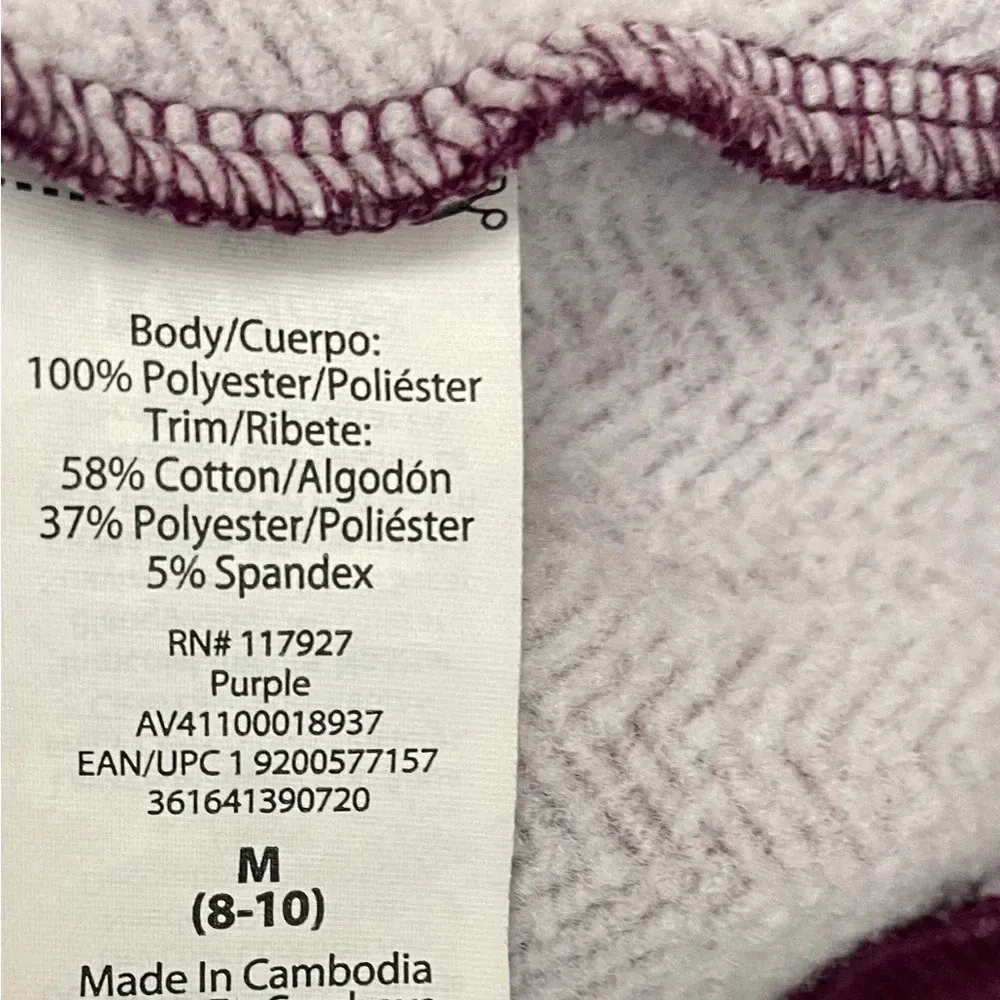 Body/Cuerpo:
100% Polyester/Poliéster
Trim/Ribete:
58% Cotton/Algodón
37% Polyester/Poliéster
5% Spandex
RN# 117927
Purple
AV41100018937
EAN/UPC 1 9200577157
361641390720
M
(8-10)
Made In Cambodia